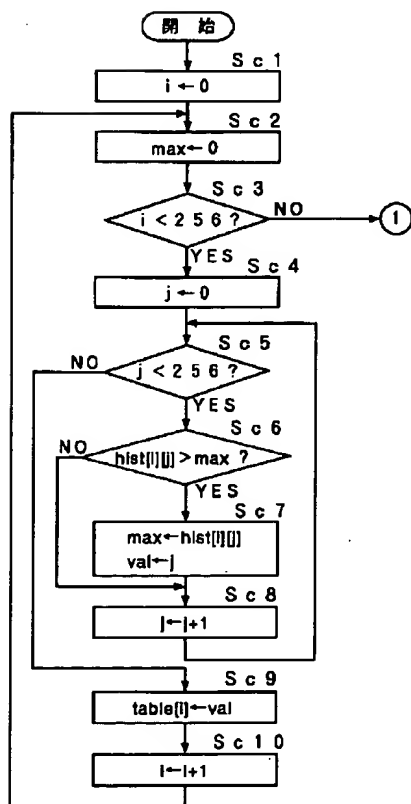 開 始
Sc1
i←0
Sc2
max←0
Sc3
i<256?
NO
1
YES
Sc4
j←0
Sc5
NO
j<256?
YES
Sc6
NO
hist[i][j]>max ?
YES
Sc7
max←hist[i][j]
val←j
Sc8
j←j+1
Sc9
table[i]←val
Sc10
i←i+1